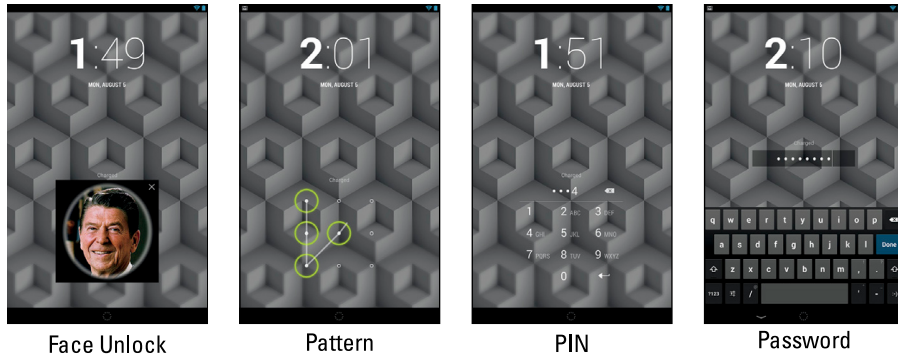 1:49
MON, AUGUST 5
Charged
Face Unlock
2:01
MON, AUGUST 5
Charged
Pattern
1:51
MON, AUGUST 5
Charged
•••4
1 2 ABC 3 DEF
4 GHI 5 JKL 6 MNO
7 PQRS 8 TUV 9 WXYZ
0
PIN
2:10
MON, AUGUST 5
Charged
••••••••
q w e r t y u i o p
a s d f g h j k l Done
z x c v b n m , .
?123 / ' - :-)
Password